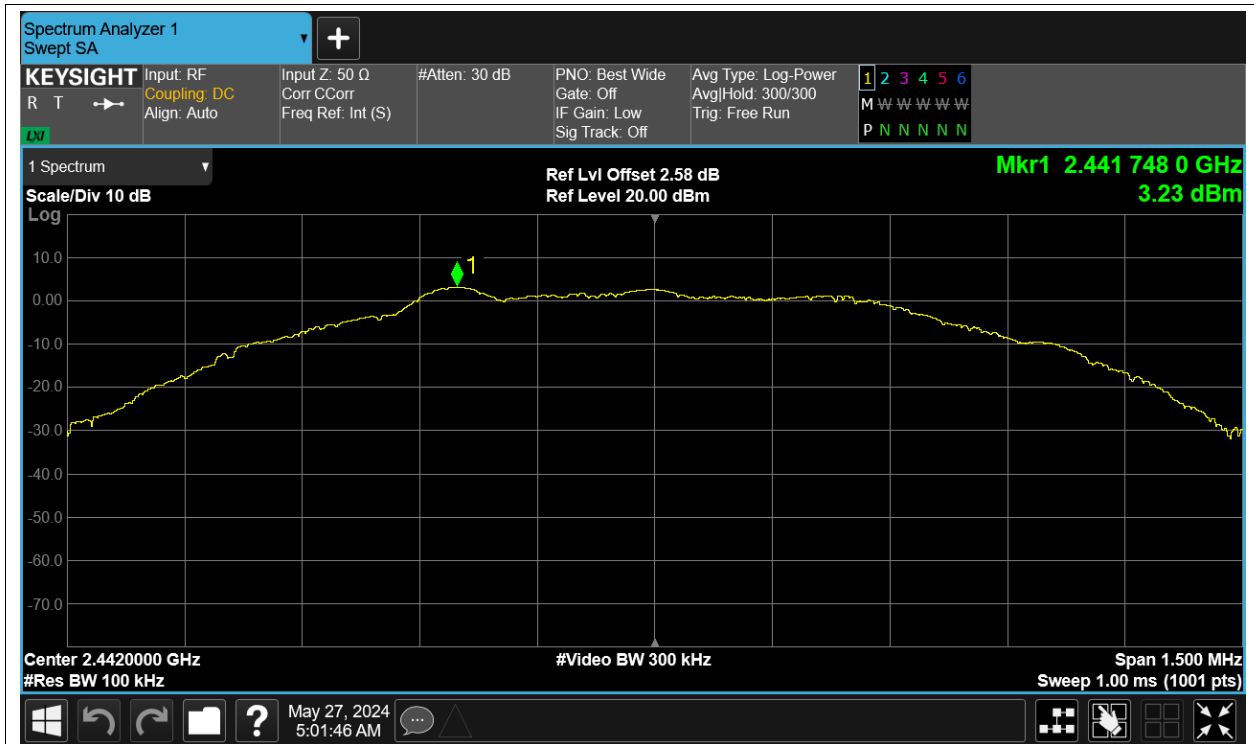 Spectrum Analyzer 1
Swept SA
+
KEYSIGHT
R T
LXI
Input: RF
Coupling: DC
Align: Auto
Input Z: 50 Ω
Corr CCorr
Freq Ref: Int (S)
#Atten: 30 dB
PNO: Best Wide
Gate: Off
IF Gain: Low
Sig Track: Off
Avg Type: Log-Power
Avg|Hold: 300/300
Trig: Free Run
1 2 3 4 5 6
M W W W W W
P N N N N N
1 Spectrum
Scale/Div 10 dB
Log
Ref Lvl Offset 2.58 dB
Ref Level 20.00 dBm
Mkr1 2.441 748 0 GHz
3.23 dBm
1
10.0
0.00
-10.0
-20.0
-30.0
-40.0
-50.0
-60.0
-70.0
Center 2.4420000 GHz
#Res BW 100 kHz
#Video BW 300 kHz
Span 1.500 MHz
Sweep 1.00 ms (1001 pts)
?
May 27, 2024
5:01:46 AM